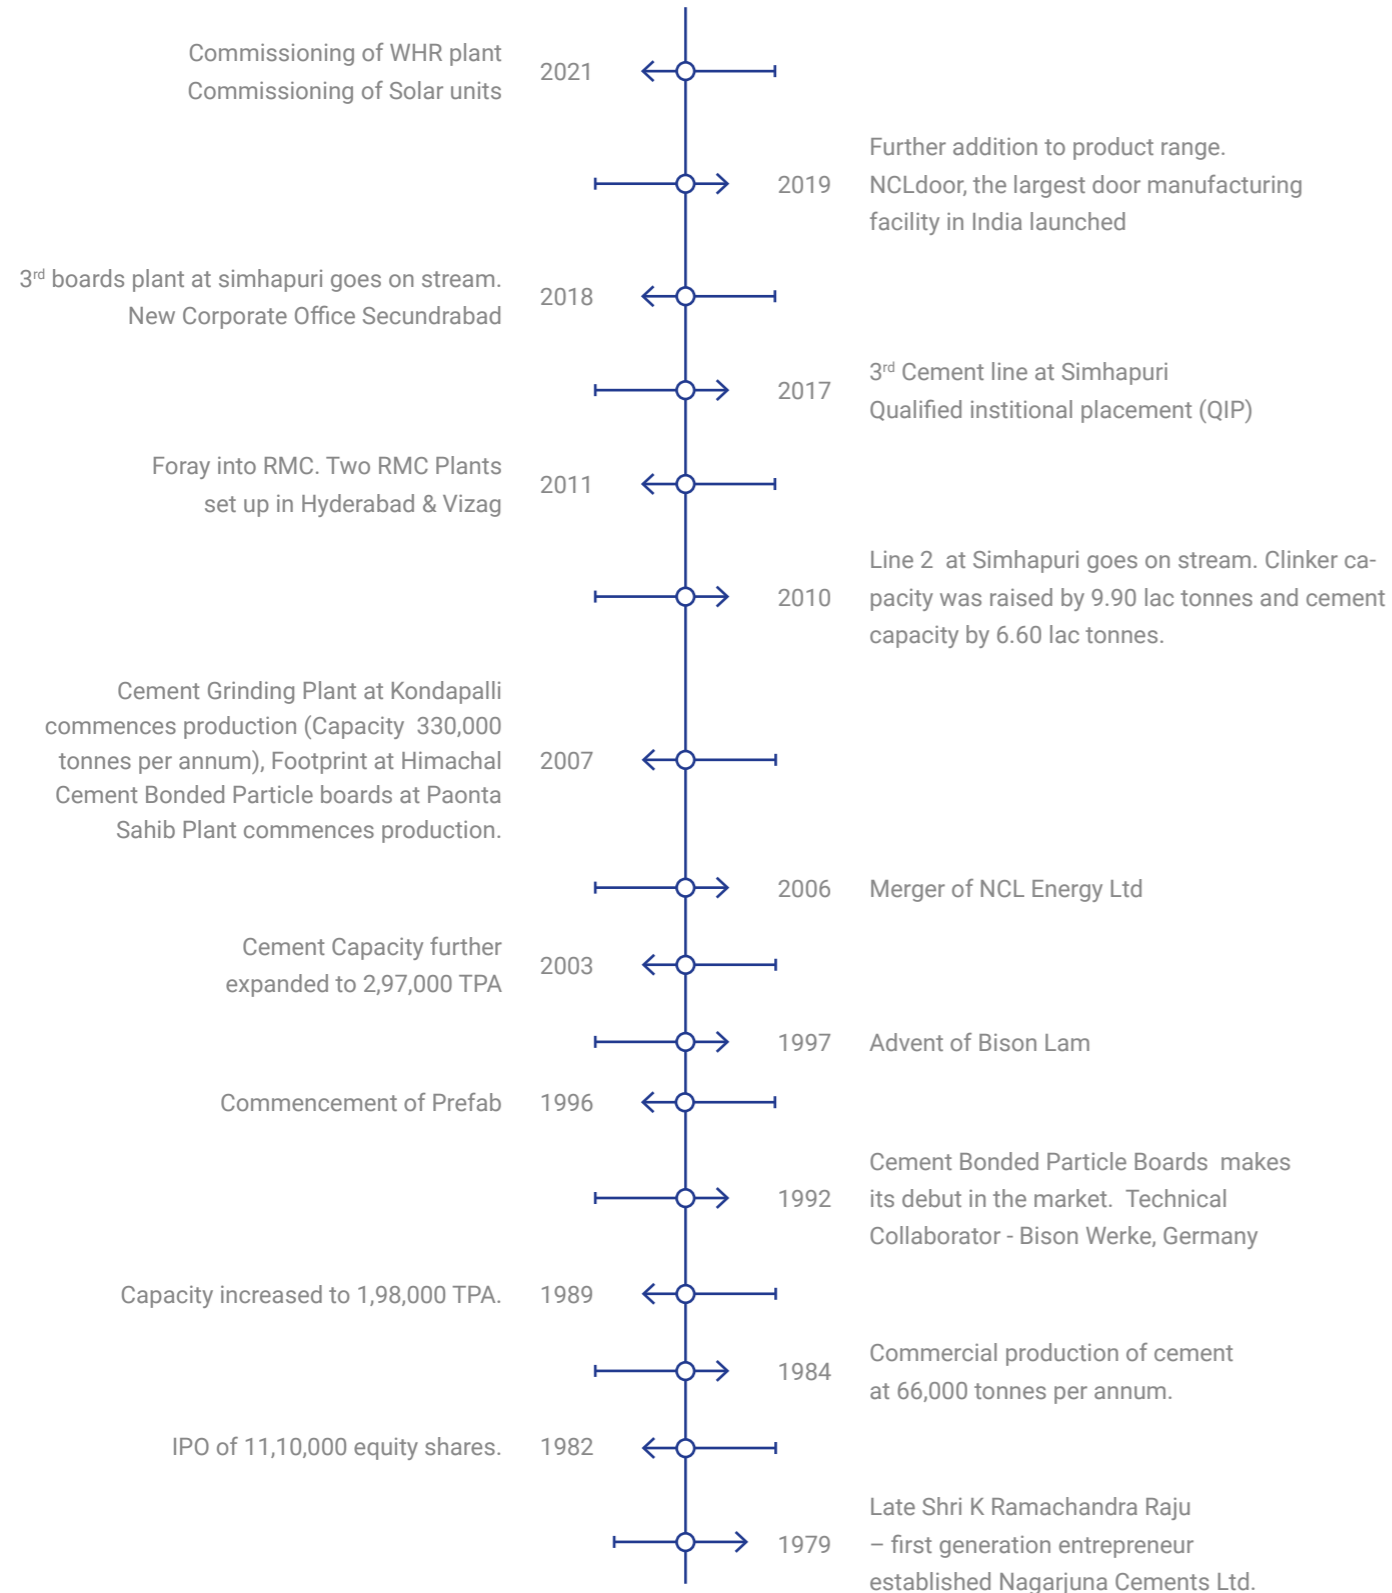 Commissioning of WHR plant
Commissioning of Solar units
2021
Further addition to product range.
2019
NCLdoor, the largest door manufacturing
facility in India launched
3rd boards plant at simhapuri goes on stream.
New Corporate Office Secundrabad
2018
3rd Cement line at Simhapuri
2017
Qualified institional placement (QIP)
Foray into RMC. Two RMC Plants
set up in Hyderabad & Vizag
2011
Line 2 at Simhapuri goes on stream. Clinker ca-
2010
pacity was raised by 9.90 lac tonnes and cement
capacity by 6.60 lac tonnes.
Cement Grinding Plant at Kondapalli
commences production (Capacity 330,000
tonnes per annum), Footprint at Himachal
2007
Cement Bonded Particle boards at Paonta
Sahib Plant commences production.
2006
Merger of NCL Energy Ltd
Cement Capacity further
expanded to 2,97,000 TPA
2003
1997
Advent of Bison Lam
Commencement of Prefab
1996
Cement Bonded Particle Boards makes
1992
its debut in the market. Technical
Collaborator - Bison Werke, Germany
Capacity increased to 1,98,000 TPA.
1989
Commercial production of cement
1984
at 66,000 tonnes per annum.
IPO of 11,10,000 equity shares.
1982
Late Shri K Ramachandra Raju
1979
– first generation entrepreneur
established Nagarjuna Cements Ltd.